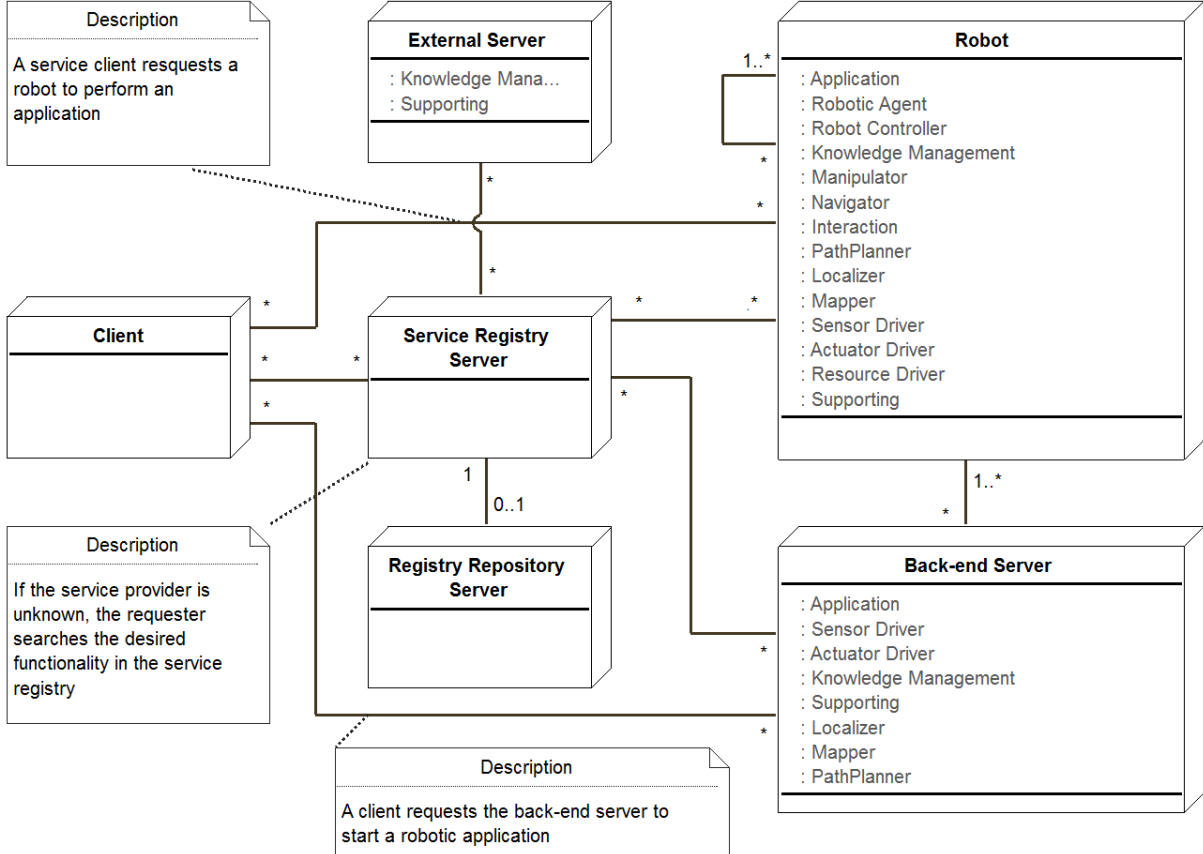 Description
A service client resquests a
robot to perform an
application
External Server
: Knowledge Mana...
: Supporting
Robot
: Application
: Robotic Agent
: Robot Controller
: Knowledge Management
: Manipulator
: Navigator
: Interaction
: PathPlanner
: Localizer
: Mapper
: Sensor Driver
: Actuator Driver
: Resource Driver
: Supporting
1..*
*
*
*
*
*
*
.*
Client
*
*
*
Service Registry
Server
*
1
0..1
1..*
*
Description
If the service provider is
unknown, the requester
searches the desired
functionality in the service
registry
Registry Repository
Server
Back-end Server
: Application
: Sensor Driver
: Actuator Driver
: Knowledge Management
: Supporting
: Localizer
: Mapper
: PathPlanner
*
*
Description
A client requests the back-end server to
start a robotic application